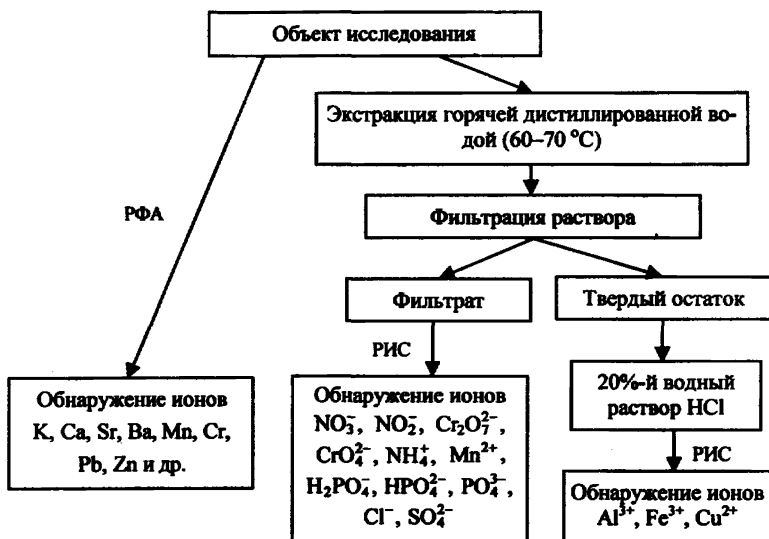 Объект исследования
Экстракция горячей дистиллированной во-
дой (60–70 °C)
РФА
Фильтрация раствора
Фильтрат
Твердый остаток
РИС
Обнаружение ионов
K, Ca, Sr, Ba, Mn, Cr,
Pb, Zn и др.
Обнаружение ионов
NO₃⁻, NO₂⁻, Cr₂O₇²⁻,
CrO₄²⁻, NH₄⁺, Mn²⁺,
H₂PO₄⁻, HPO₄²⁻, PO₄³⁻,
Cl⁻, SO₄²⁻
20%-й водный
раствор HCl
РИС
Обнаружение ионов
Al³⁺, Fe³⁺, Cu²⁺